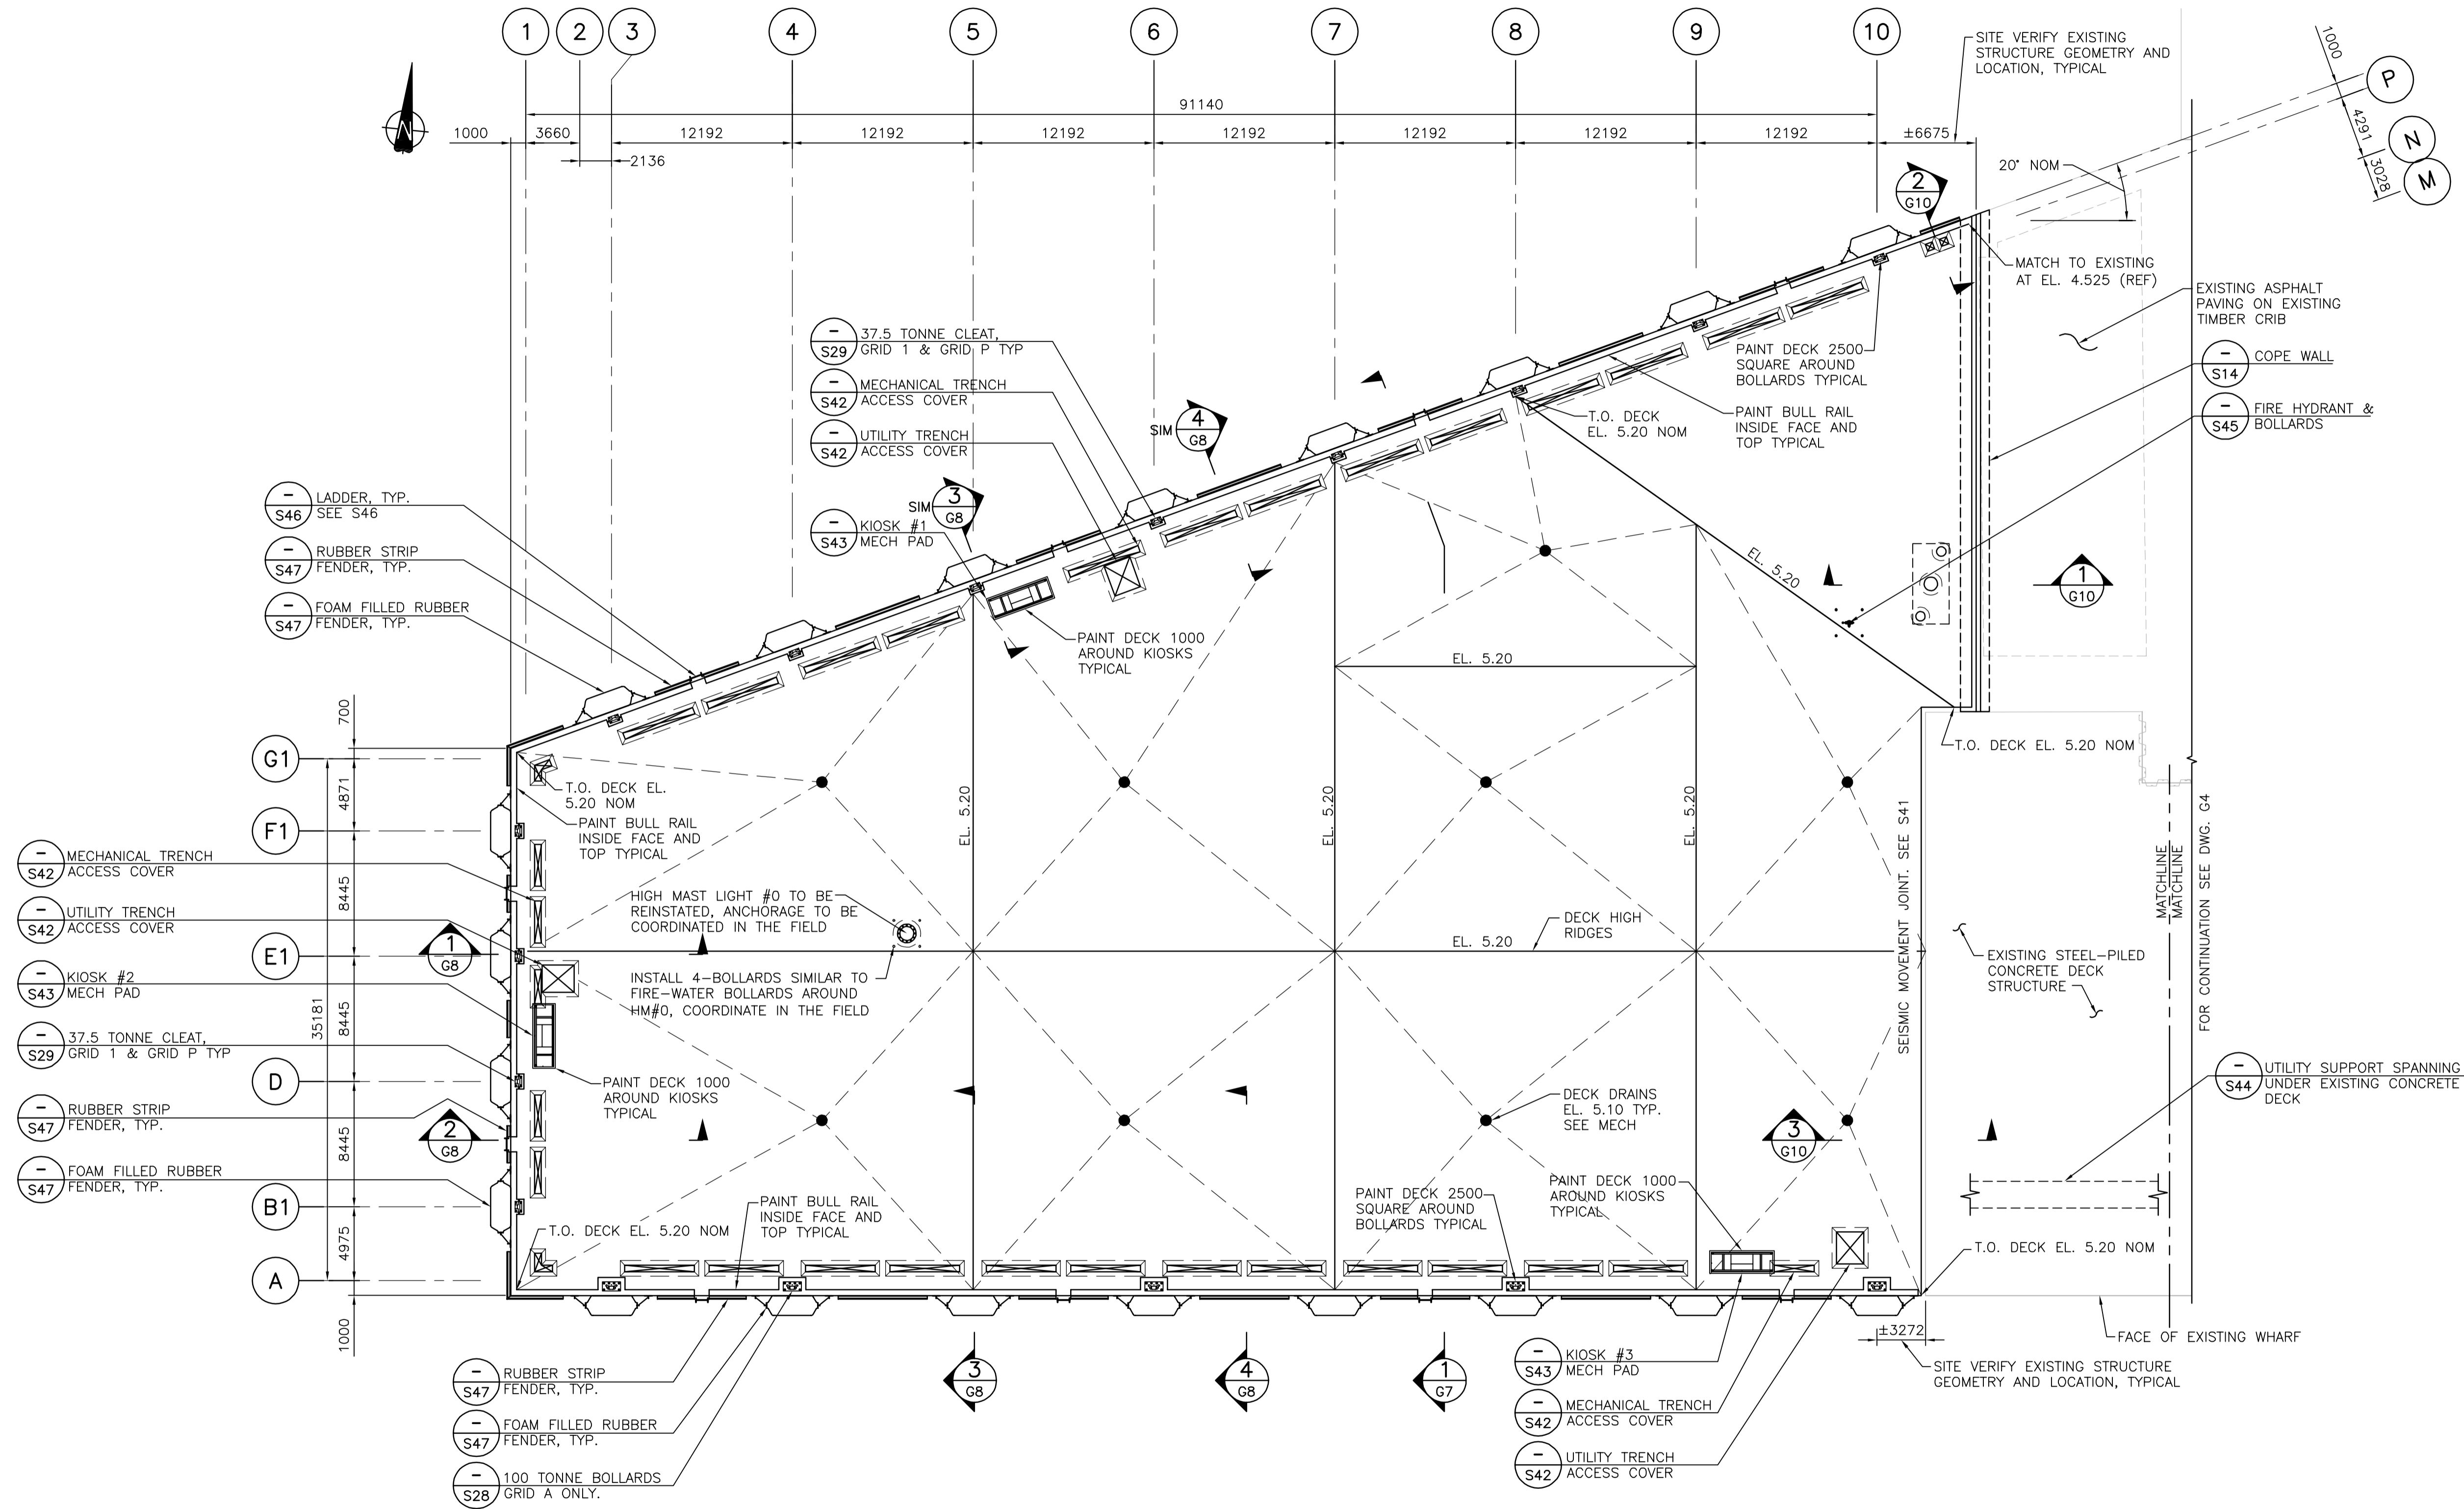 1
2
3
4
5
6
7
8
9
10
SITE VERIFY EXISTING
STRUCTURE GEOMETRY AND
LOCATION, TYPICAL
1000
P
4291
N
3028
M
N
91140
1000
3660
12192
12192
12192
12192
12192
12192
12192
±6675
2136
20° NOM
2
G10
MATCH TO EXISTING
AT EL. 4.525 (REF)
EXISTING ASPHALT
PAVING ON EXISTING
TIMBER CRIB
–
S14
COPE WALL
–
S45
FIRE HYDRANT &
BOLLARDS
–
S29
37.5 TONNE CLEAT,
GRID 1 & GRID P TYP
–
S42
MECHANICAL TRENCH
ACCESS COVER
–
S42
UTILITY TRENCH
ACCESS COVER
PAINT DECK 2500
SQUARE AROUND
BOLLARDS TYPICAL
PAINT BULL RAIL
INSIDE FACE AND
TOP TYPICAL
T.O. DECK
EL. 5.20 NOM
SIM
4
G8
SIM
3
G8
–
S43
KIOSK #1
MECH PAD
–
S46
LADDER, TYP.
SEE S46
–
S47
RUBBER STRIP
FENDER, TYP.
–
S47
FOAM FILLED RUBBER
FENDER, TYP.
PAINT DECK 1000
AROUND KIOSKS
TYPICAL
EL. 5.20
EL. 5.20
1
G10
700
G1
4871
F1
8445
E1
8445
35181
D
8445
B1
4975
A
1000
T.O. DECK EL.
5.20 NOM
PAINT BULL RAIL
INSIDE FACE AND
TOP TYPICAL
T.O. DECK EL. 5.20 NOM
EL. 5.20
EL. 5.20
EL. 5.20
SEISMIC MOVEMENT JOINT. SEE S41
MATCHLINE
MATCHLINE
FOR CONTINUATION SEE DWG. G4
–
S42
MECHANICAL TRENCH
ACCESS COVER
–
S42
UTILITY TRENCH
ACCESS COVER
1
G8
HIGH MAST LIGHT #0 TO BE
REINSTATED, ANCHORAGE TO BE
COORDINATED IN THE FIELD
INSTALL 4-BOLLARDS SIMILAR TO
FIRE-WATER BOLLARDS AROUND
HM#0, COORDINATE IN THE FIELD
EL. 5.20
DECK HIGH
RIDGES
EXISTING STEEL-PILED
CONCRETE DECK
STRUCTURE
–
S43
KIOSK #2
MECH PAD
–
S29
37.5 TONNE CLEAT,
GRID 1 & GRID P TYP
–
S47
RUBBER STRIP
FENDER, TYP.
2
G8
–
S47
FOAM FILLED RUBBER
FENDER, TYP.
PAINT DECK 1000
AROUND KIOSKS
TYPICAL
DECK DRAINS
EL. 5.10 TYP.
SEE MECH
3
G10
–
S44
UTILITY SUPPORT SPANNING
UNDER EXISTING CONCRETE
DECK
PAINT BULL RAIL
INSIDE FACE AND
TOP TYPICAL
T.O. DECK EL. 5.20 NOM
PAINT DECK 2500
SQUARE AROUND
BOLLARDS TYPICAL
PAINT DECK 1000
AROUND KIOSKS
TYPICAL
T.O. DECK EL. 5.20 NOM
±3272
FACE OF EXISTING WHARF
SITE VERIFY EXISTING STRUCTURE
GEOMETRY AND LOCATION, TYPICAL
–
S47
RUBBER STRIP
FENDER, TYP.
–
S47
FOAM FILLED RUBBER
FENDER, TYP.
–
S28
100 TONNE BOLLARDS
GRID A ONLY.
3
G8
4
G8
1
G7
–
S43
KIOSK #3
MECH PAD
–
S42
MECHANICAL TRENCH
ACCESS COVER
–
S42
UTILITY TRENCH
ACCESS COVER